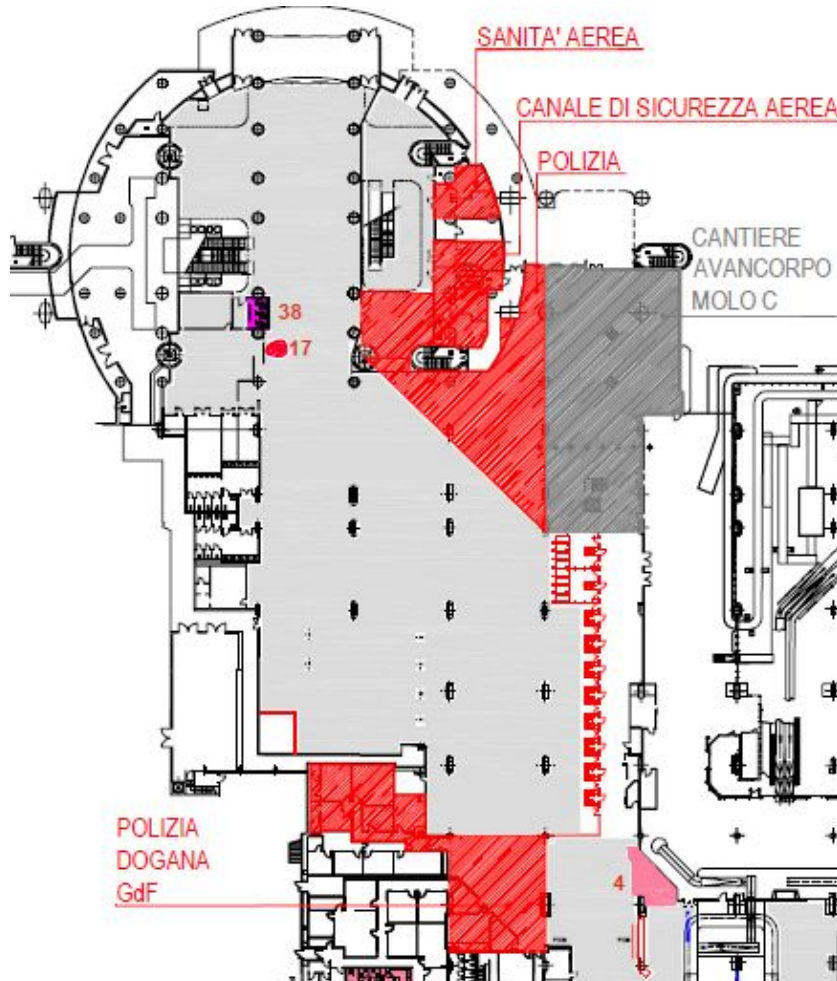 SANITA' AEREA
CANALE DI SICUREZZA AEREA
POLIZIA
CANTIERE
AVANCORPO
MOLO C
38
17
POLIZIA
DOGANA
GdF
4